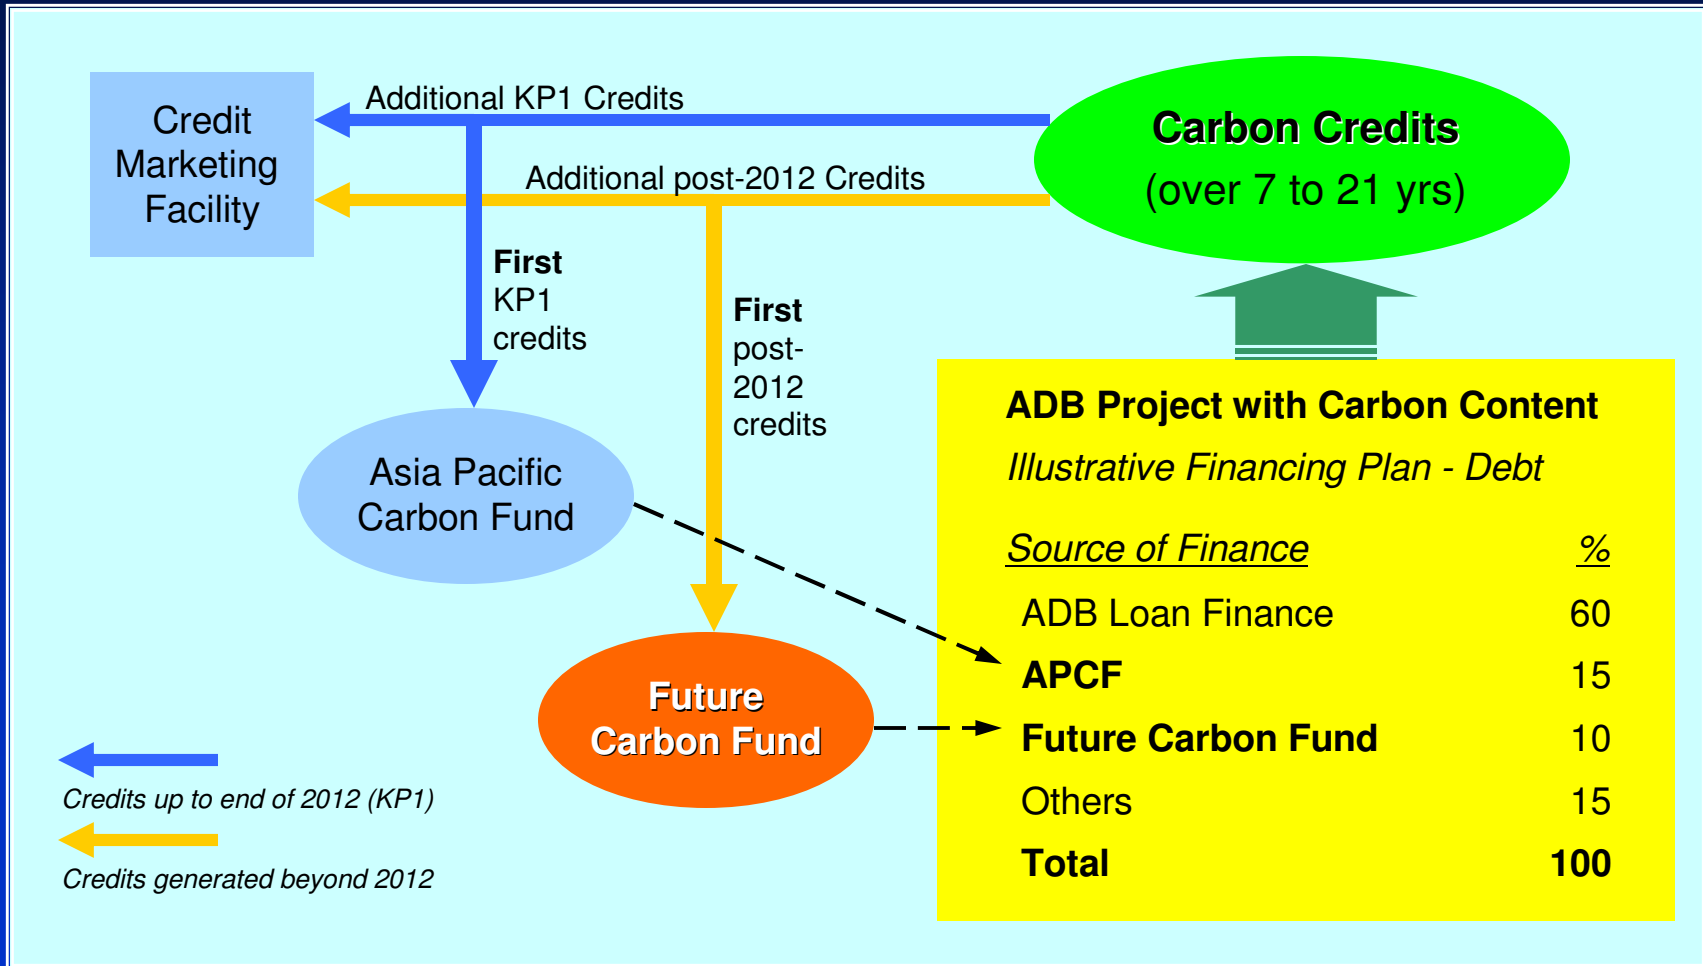 Credit
Marketing
Facility
Additional KP1 Credits
Additional post-2012 Credits
Carbon Credits
(over 7 to 21 yrs)
First
KP1
credits
First
post-
2012
credits
Asia Pacific
Carbon Fund
Future
Carbon Fund
ADB Project with Carbon Content
Illustrative Financing Plan - Debt
Source of Finance %
ADB Loan Finance 60
APCF 15
Future Carbon Fund 10
Others 15
Total 100
Credits up to end of 2012 (KP1)
Credits generated beyond 2012